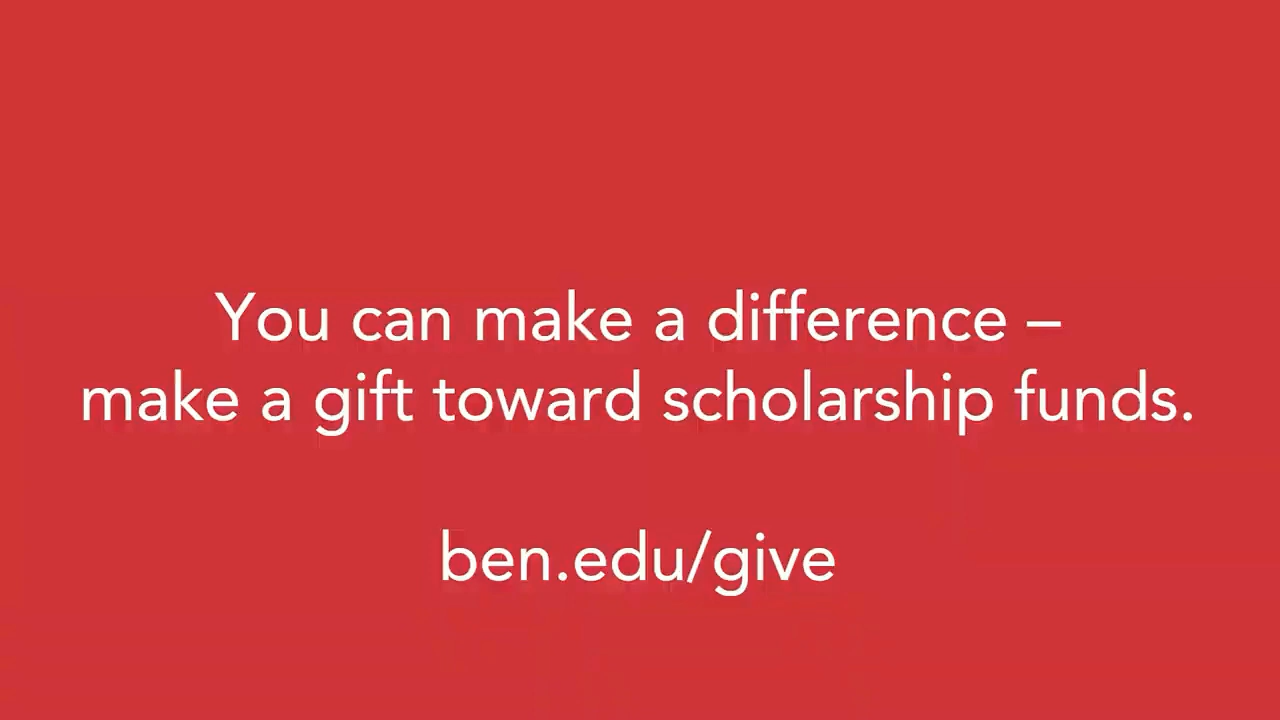 You can make a difference –
make a gift toward scholarship funds.
ben.edu/give